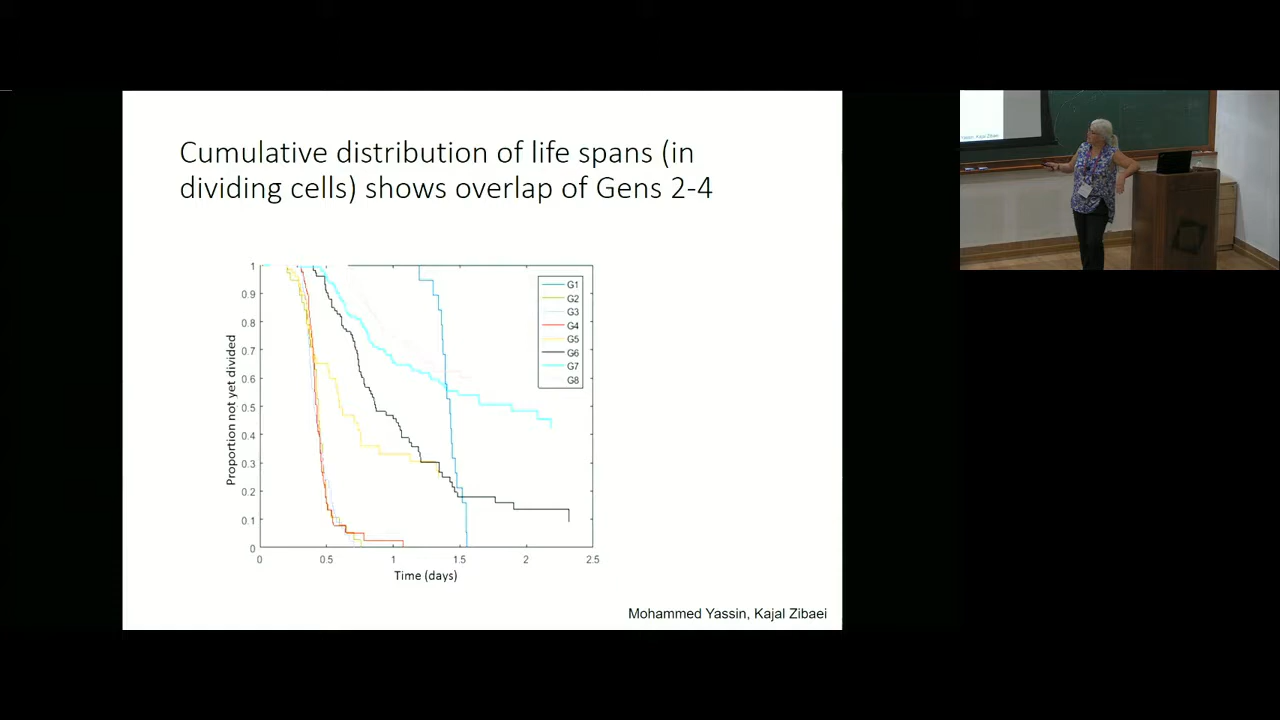 Cumulative distribution of life spans (in
dividing cells) shows overlap of Gens 2-4
Proportion not yet divided
1
0.9
0.8
0.7
0.6
0.5
0.4
0.3
0.2
0.1
0
0
0.5
1
1.5
2
2.5
Time (days)
G1
G2
G3
G4
G5
G6
G7
G8
Mohammed Yassin, Kajal Zibaei